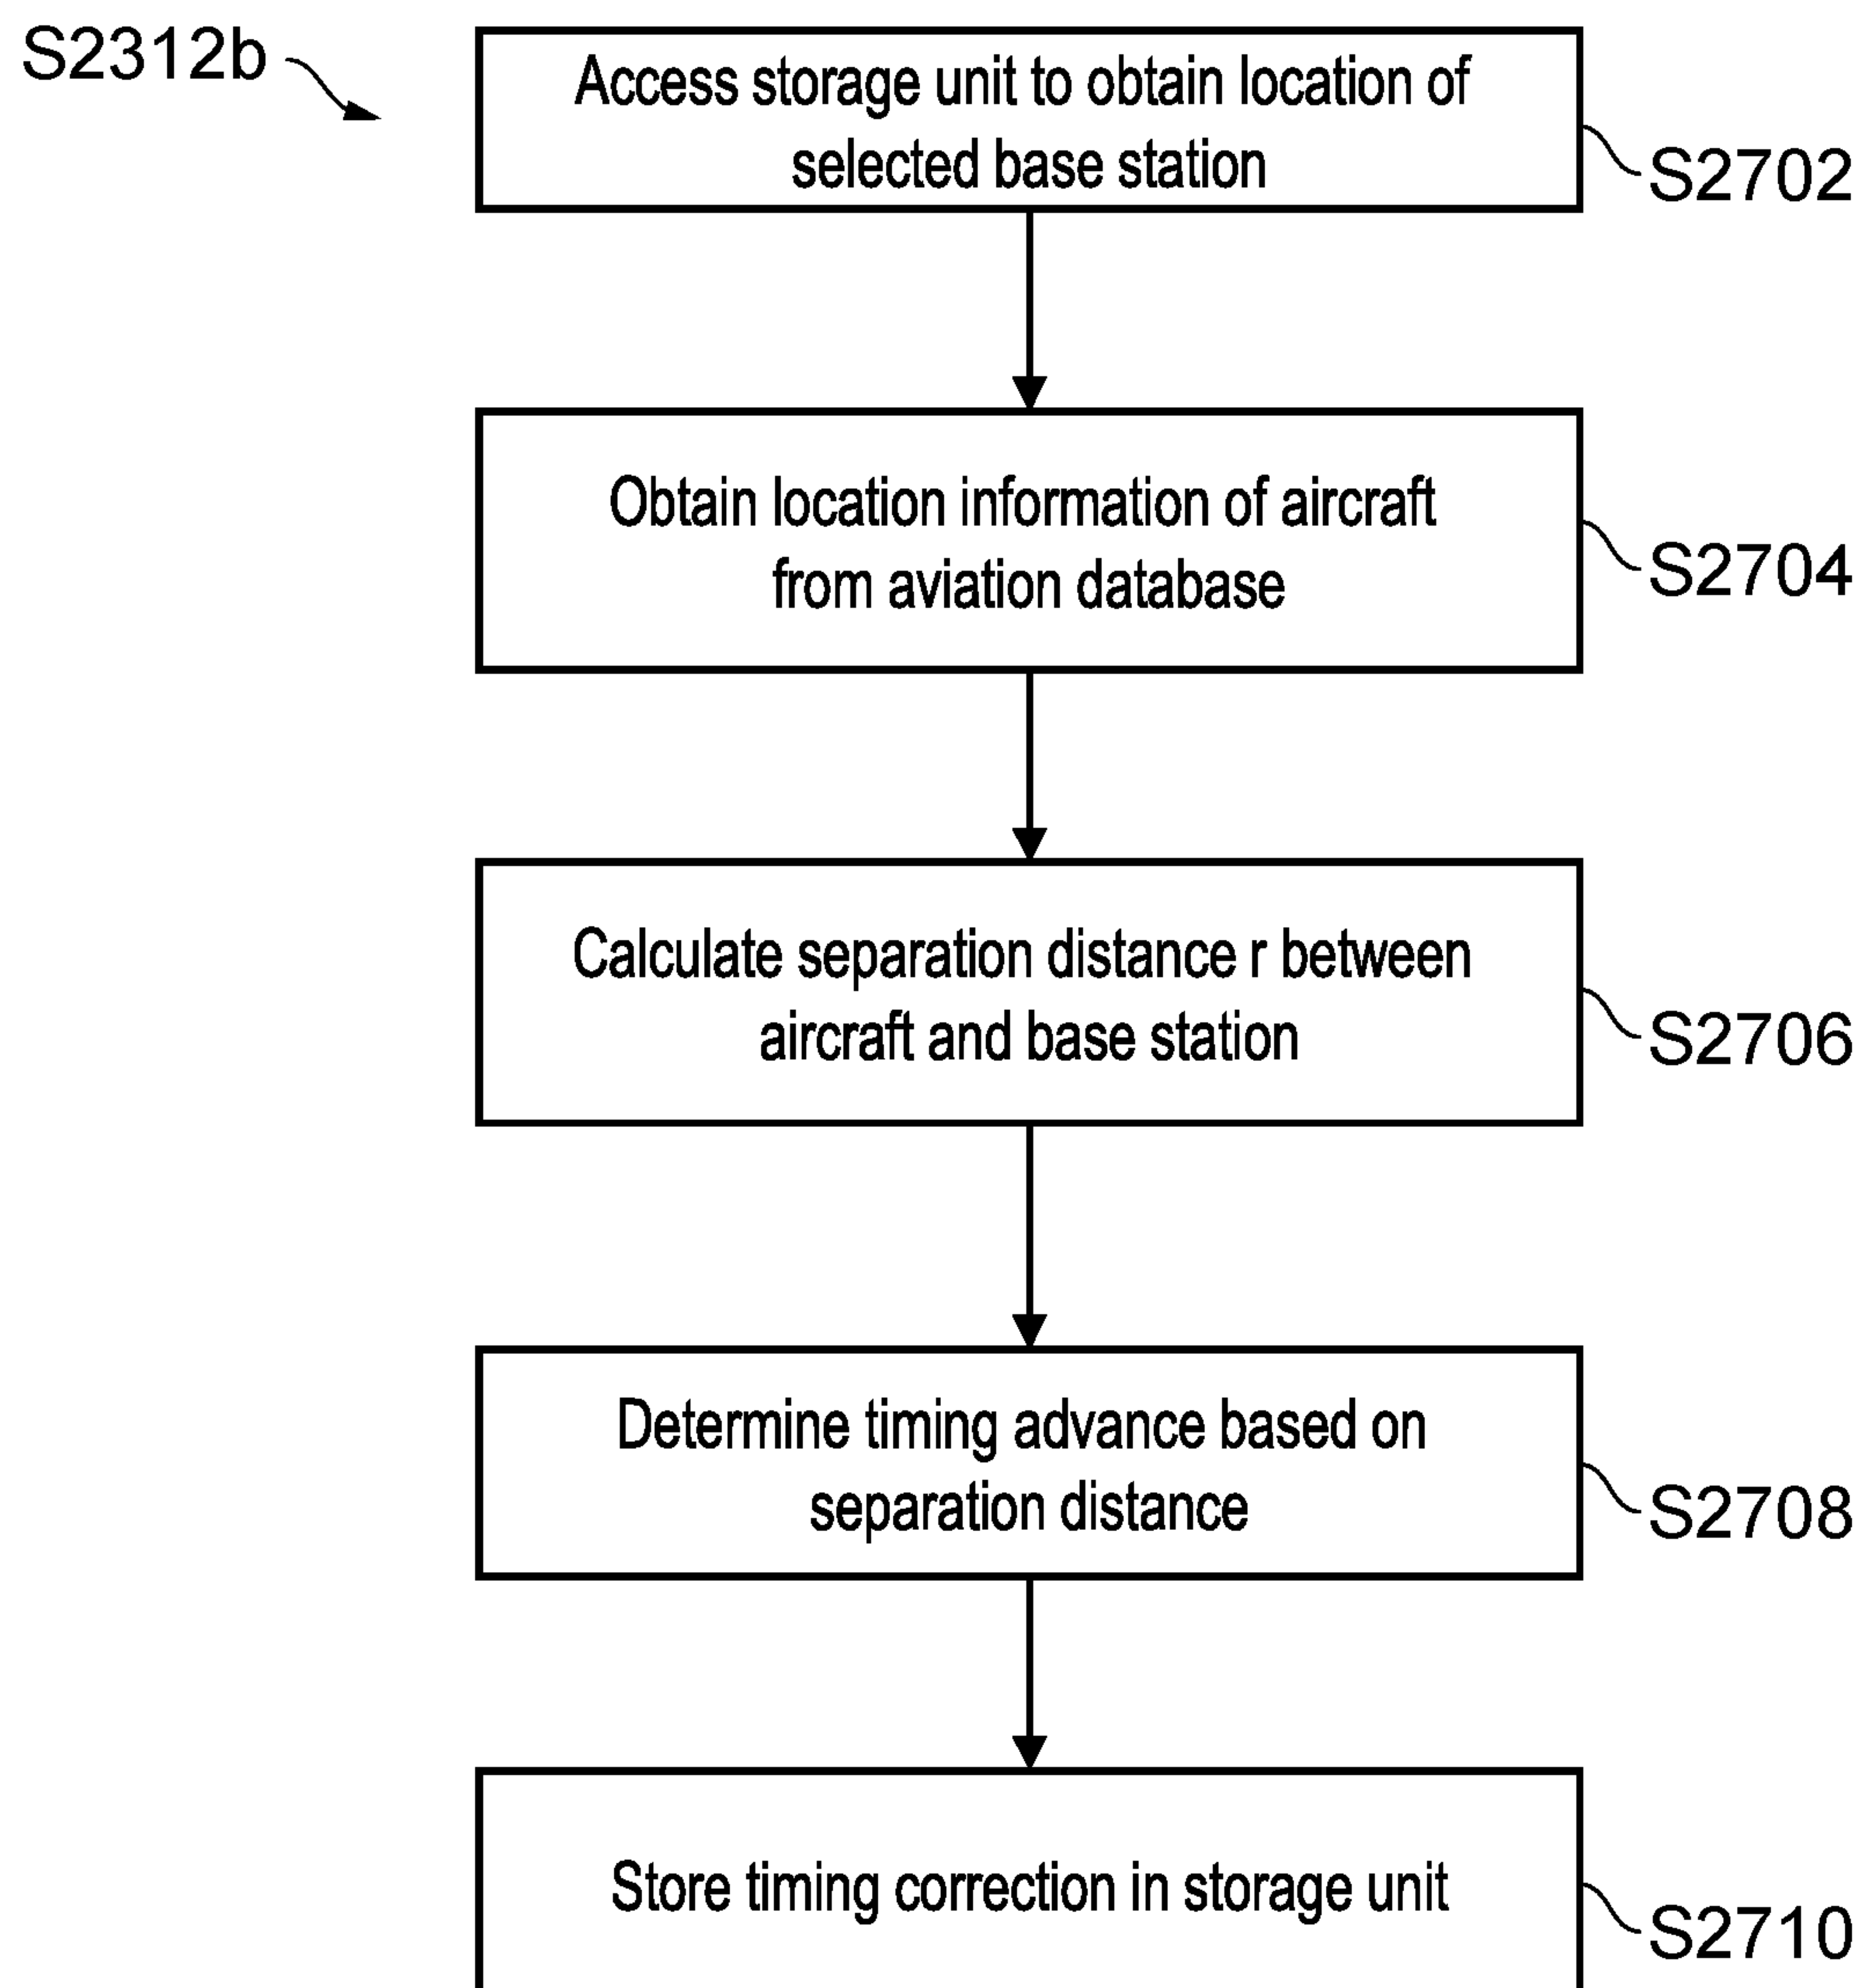 S2312b
Access storage unit to obtain location of
selected base station
S2702
Obtain location information of aircraft
from aviation database
S2704
Calculate separation distance r between
aircraft and base station
S2706
Determine timing advance based on
separation distance
S2708
Store timing correction in storage unit
S2710